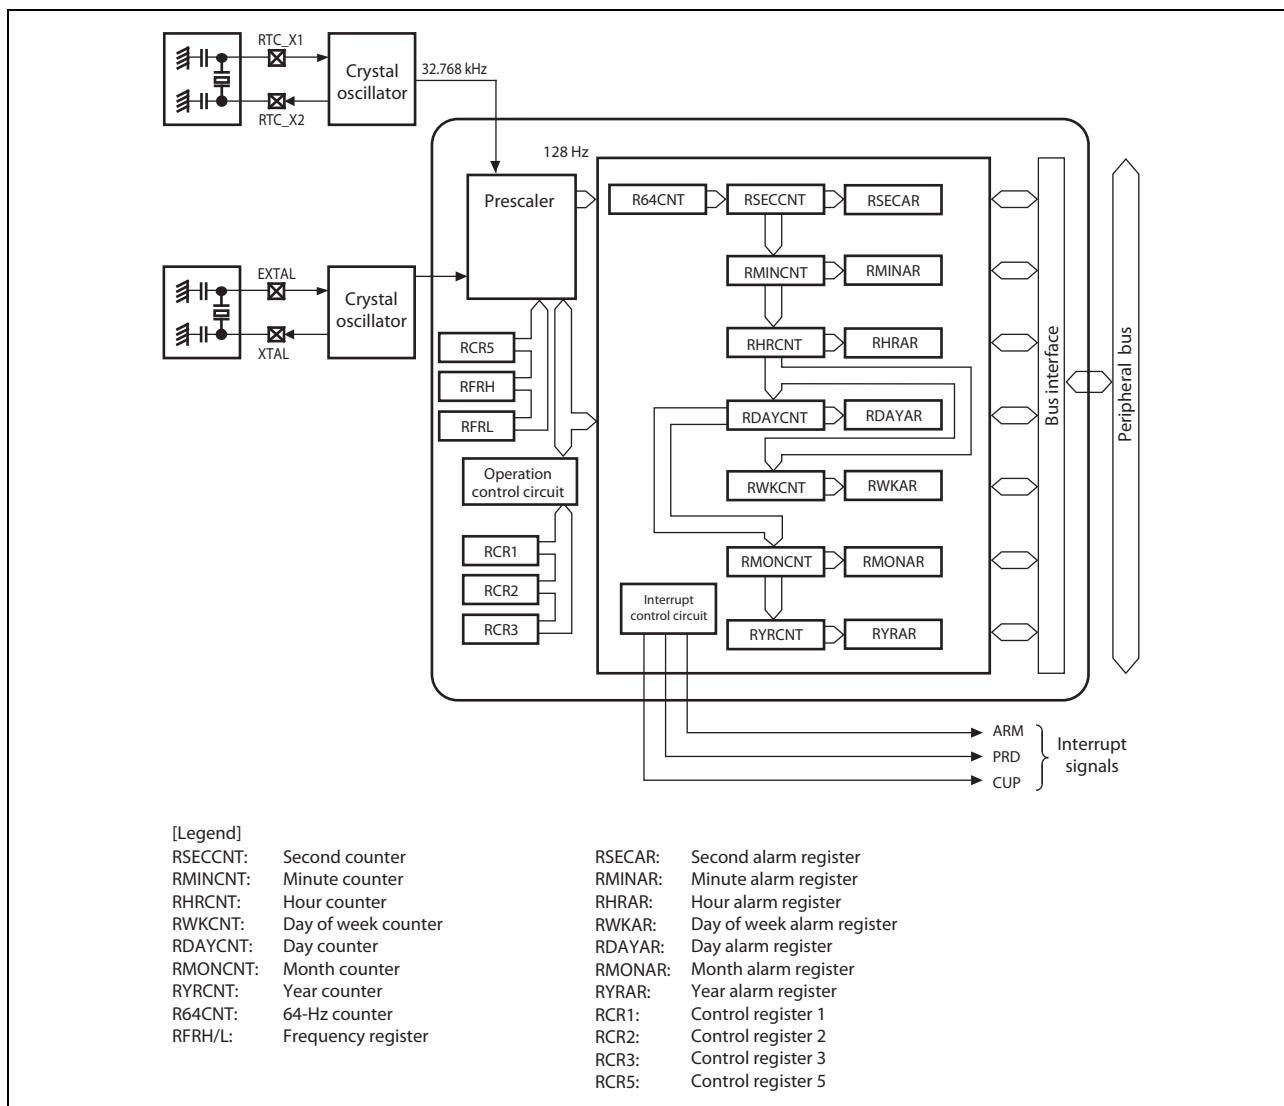 RTC_X1
Crystal
oscillator
32.768 kHz
RTC_X2
128 Hz
Prescaler
R64CNT
RSECCNT
RSECAR
EXTAL
Crystal
oscillator
XTAL
RMINCNT
RMINAR
RCR5
RFRH
RFRL
RHRCNT
RHRAR
RDAYCNT
RDAYAR
Operation
control circuit
RWKCNT
RWKAR
RCR1
RCR2
RCR3
RMONCNT
RMONAR
Interrupt
control circuit
RYRCNT
RYRAR
Bus interface
Peripheral bus
ARM
PRD
CUP
Interrupt
signals
[Legend]
RSECCNT: Second counter
RMINCNT: Minute counter
RHRCNT: Hour counter
RWKCNT: Day of week counter
RDAYCNT: Day counter
RMONCNT: Month counter
RYRCNT: Year counter
R64CNT: 64-Hz counter
RFRH/L: Frequency register
RSECAR: Second alarm register
RMINAR: Minute alarm register
RHRAR: Hour alarm register
RWKAR: Day of week alarm register
RDAYAR: Day alarm register
RMONAR: Month alarm register
RYRAR: Year alarm register
RCR1: Control register 1
RCR2: Control register 2
RCR3: Control register 3
RCR5: Control register 5